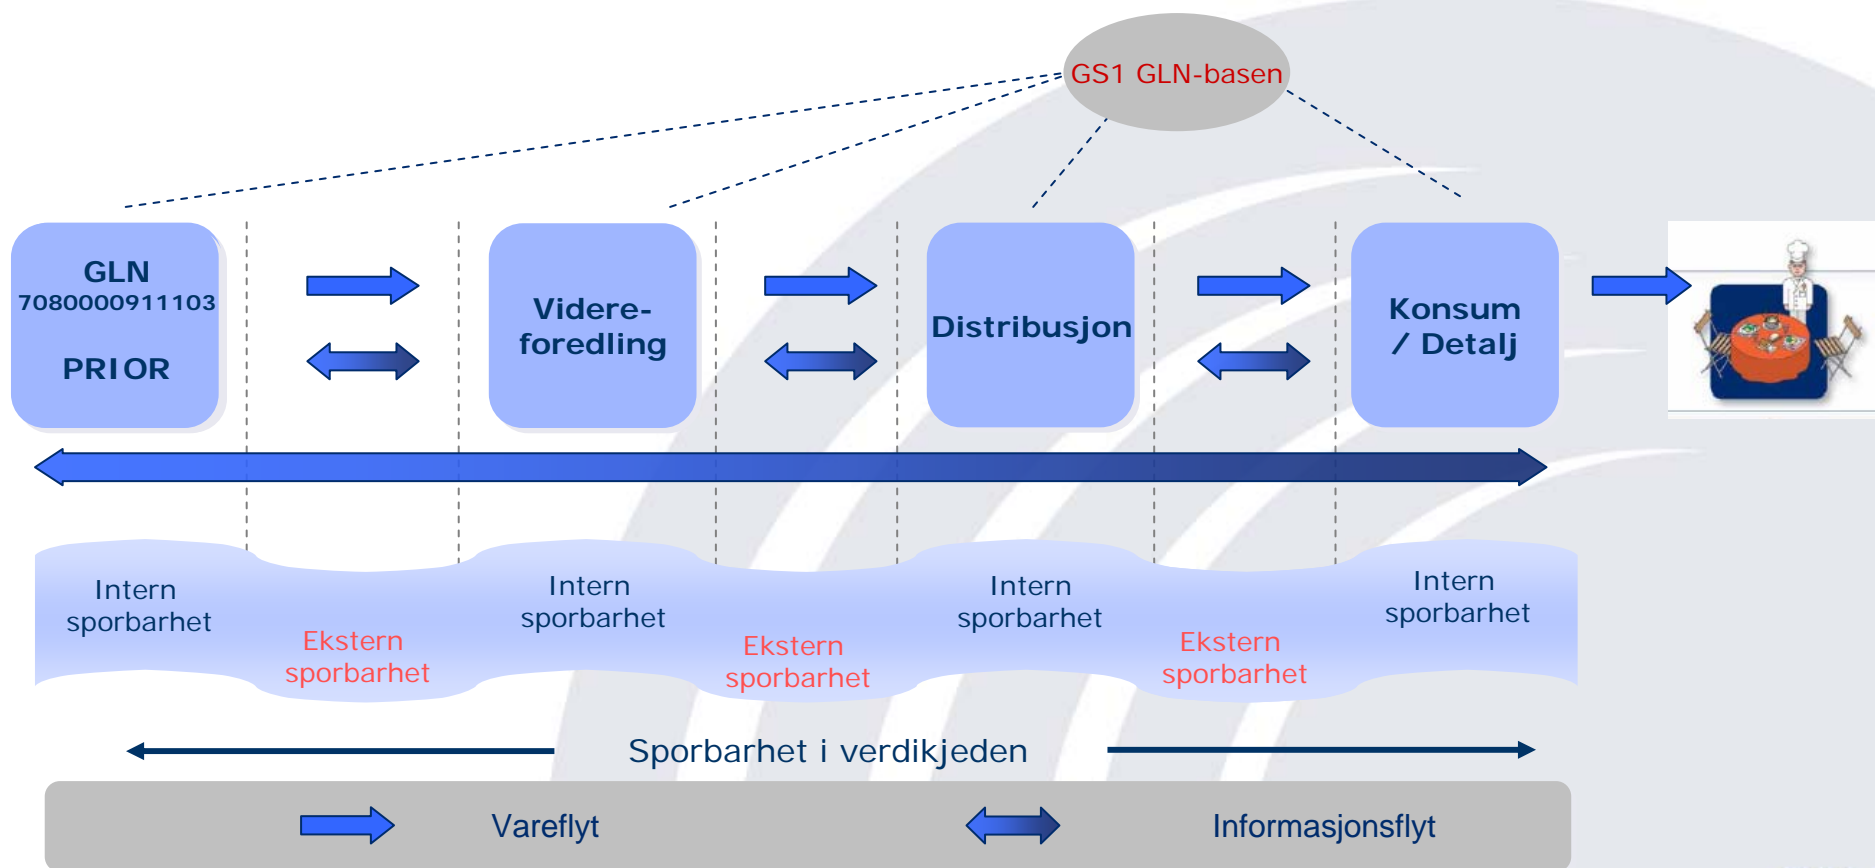 GS1 GLN-basen
GLN
7080000911103
PRIOR
Videre-
foredling
Distribusjon
Konsum
/ Detalj
Intern
sporbarhet
Ekstern
sporbarhet
Intern
sporbarhet
Ekstern
sporbarhet
Intern
sporbarhet
Ekstern
sporbarhet
Intern
sporbarhet
Sporbarhet i verdikjeden
Vareflyt
Informasjonsflyt